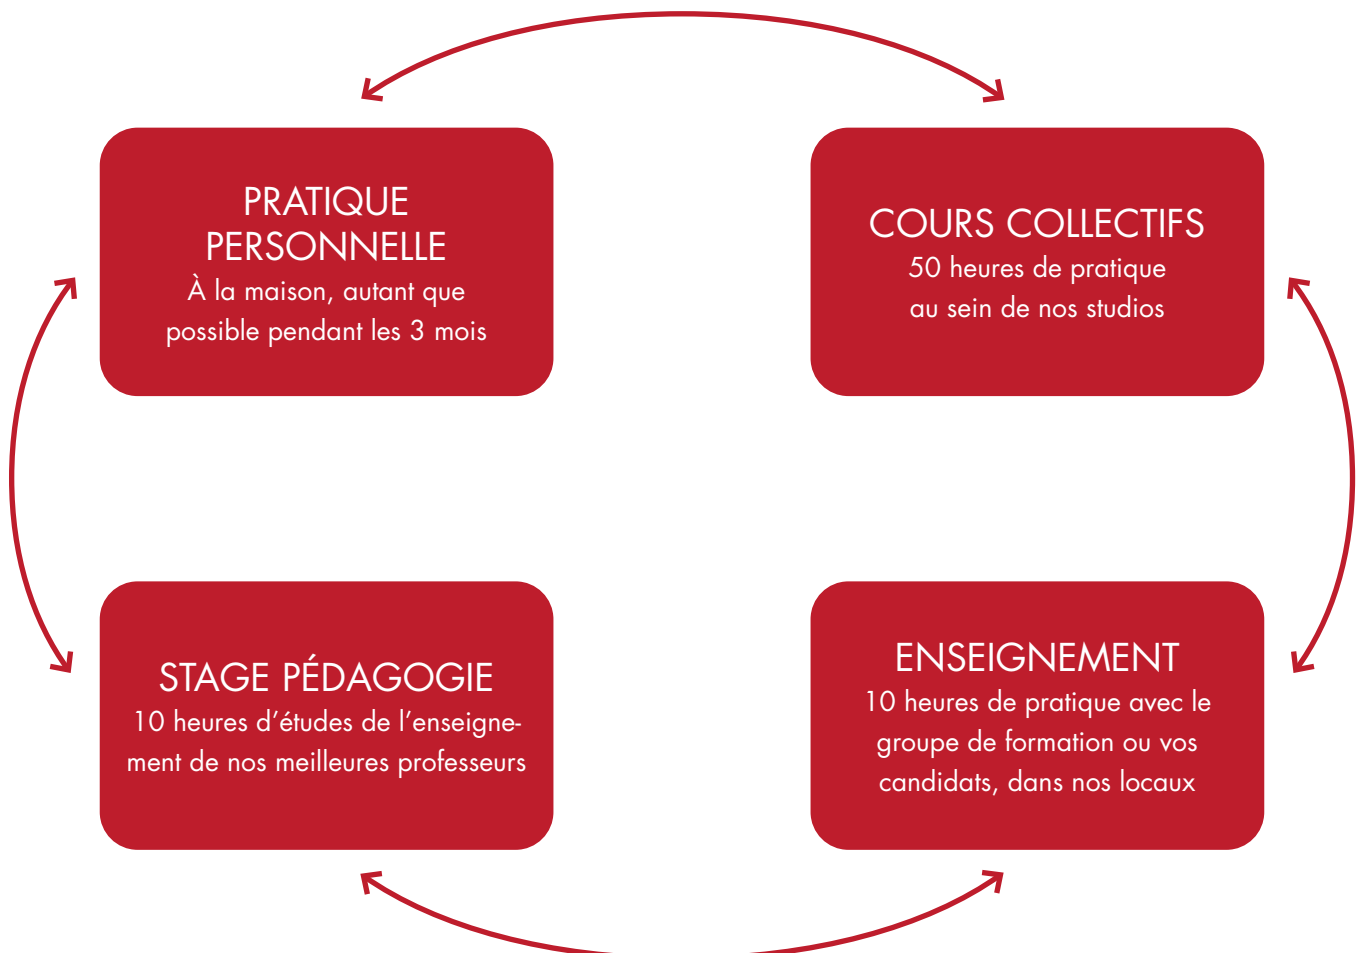 PRATIQUE
PERSONNELLE
À la maison, autant que
possible pendant les 3 mois
COURS COLLECTIFS
50 heures de pratique
au sein de nos studios
STAGE PÉDAGOGIE
10 heures d’études de l’enseigne-
ment de nos meilleures professeurs
ENSEIGNEMENT
10 heures de pratique avec le
groupe de formation ou vos
candidats, dans nos locaux